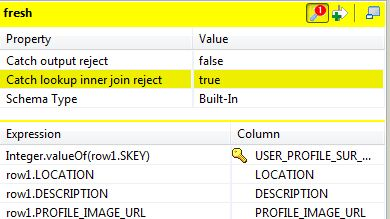 fresh
Property Value
Catch output reject false
Catch lookup inner join reject true
Schema Type Built-In
Expression Column
Integer.valueOf(row1.SKEY) USER_PROFILE_SUR_...
row1.LOCATION LOCATION
row1.DESCRIPTION DESCRIPTION
row1.PROFILE_IMAGE_URL PROFILE_IMAGE_URL